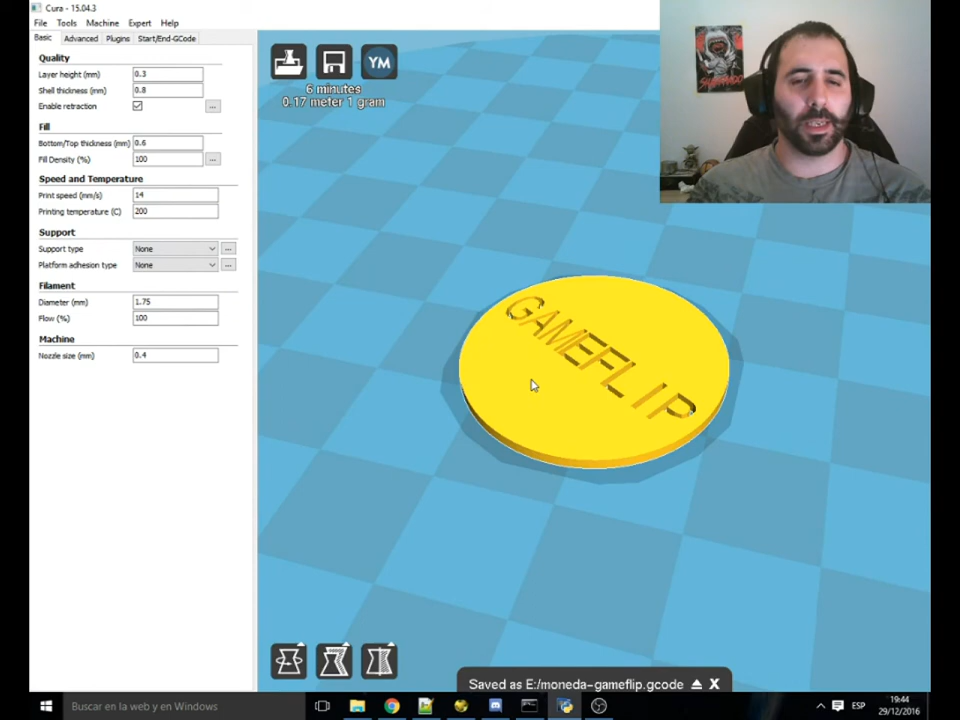 Cura - 15.04.3
File Tools Machine Expert Help
Basic Advanced Plugins Start/End-GCode
Quality
Layer height (mm) 0.3
Shell thickness (mm) 0.8
Enable retraction ...
Fill
Bottom/Top thickness (mm) 0.6
Fill Density (%) 100 ...
Speed and Temperature
Print speed (mm/s) 14
Printing temperature (C) 200
Support
Support type None ...
Platform adhesion type None ...
Filament
Diameter (mm) 1.75
Flow (%) 100
Machine
Nozzle size (mm) 0.4
YM
6 minutes
0.17 meter 1 gram
GAMEFLIP
Saved as E:/moneda-gameflip.gcode X
Buscar en la web y en Windows
ESP
19:44
29/12/2016